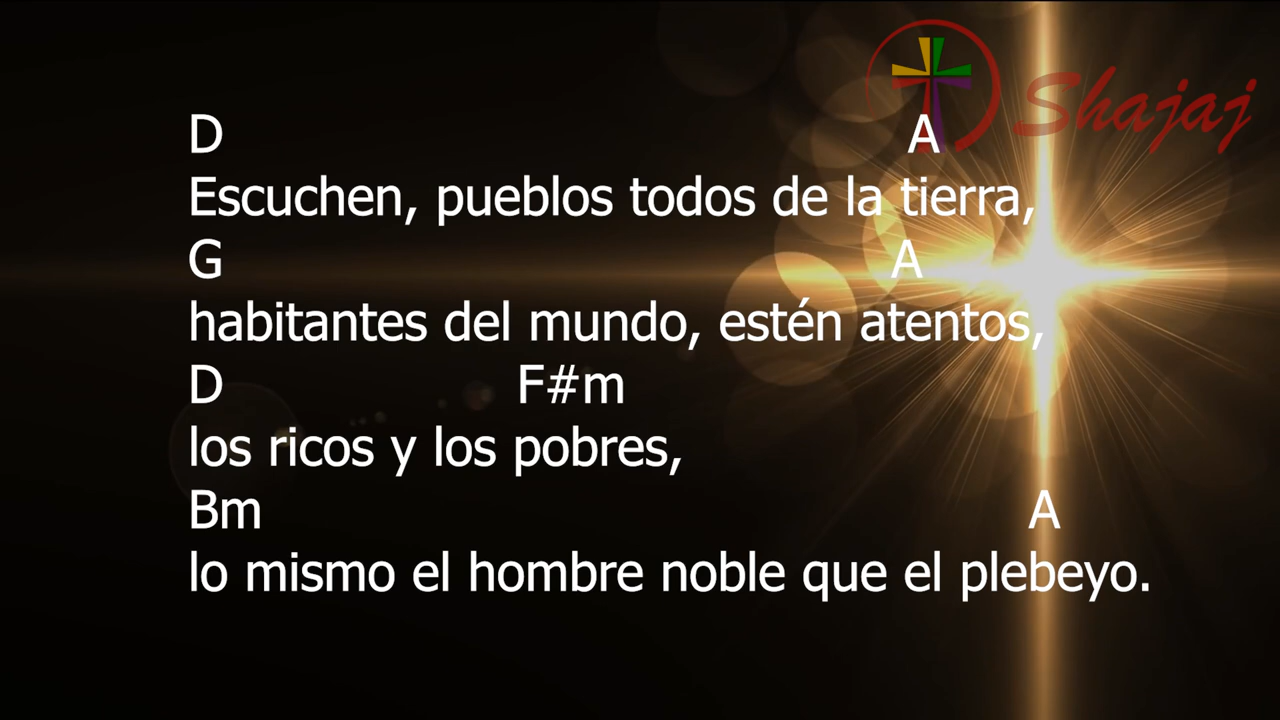 Shajaj
D A
Escuchen, pueblos todos de la tierra,
G A
habitantes del mundo, estén atentos,
D F#m
los ricos y los pobres,
Bm A
lo mismo el hombre noble que el plebeyo.